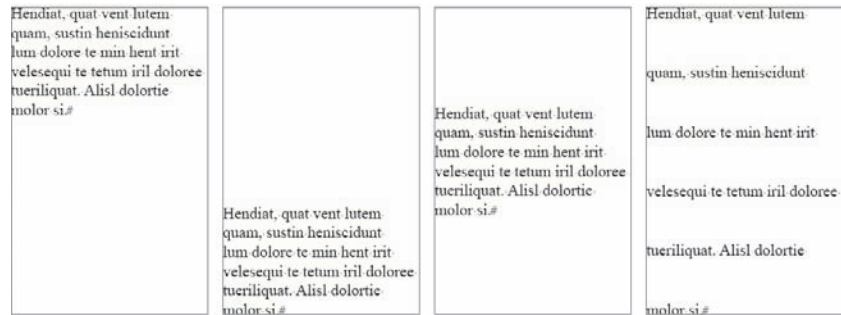 Hendiat, quat vent lutem
quam, sustin heniscidunt
lum dolore te min hent irit
velesequi te tetum iril doloree
tueriliquat. Alisl dolortie
molor si.#
Hendiat, quat vent lutem
quam, sustin heniscidunt
lum dolore te min hent irit
velesequi te tetum iril doloree
tueriliquat. Alisl dolortie
molor si.#
Hendiat, quat vent lutem
quam, sustin heniscidunt
lum dolore te min hent irit
velesequi te tetum iril doloree
tueriliquat. Alisl dolortie
molor si.#
Hendiat, quat vent lutem
quam, sustin heniscidunt
lum dolore te min hent irit
velesequi te tetum iril doloree
tueriliquat. Alisl dolortie
molor si.#